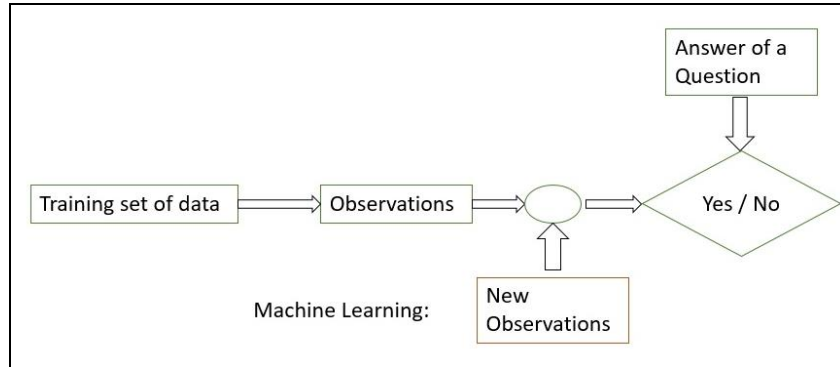 Answer of a
Question
Training set of data
Observations
Yes / No
Machine Learning:
New
Observations